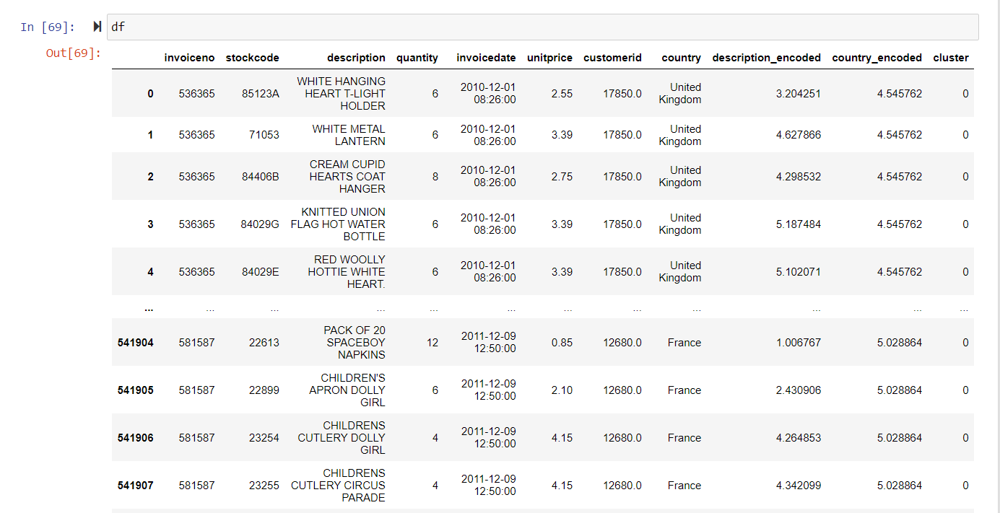 In [69]: df
Out[69]:
invoiceno stockcode description quantity invoicedate unitprice customerid country description_encoded country_encoded cluster
0 536365 85123A WHITE HANGING HEART T-LIGHT HOLDER 6 2010-12-01 08:26:00 2.55 17850.0 United Kingdom 3.204251 4.545762 0
1 536365 71053 WHITE METAL LANTERN 6 2010-12-01 08:26:00 3.39 17850.0 United Kingdom 4.627866 4.545762 0
2 536365 84406B CREAM CUPID HEARTS COAT HANGER 8 2010-12-01 08:26:00 2.75 17850.0 United Kingdom 4.298532 4.545762 0
3 536365 84029G KNITTED UNION FLAG HOT WATER BOTTLE 6 2010-12-01 08:26:00 3.39 17850.0 United Kingdom 5.187484 4.545762 0
4 536365 84029E RED WOOLLY HOTTIE WHITE HEART. 6 2010-12-01 08:26:00 3.39 17850.0 United Kingdom 5.102071 4.545762 0
... ... ... ... ... ... ... ... ... ... ... ...
541904 581587 22613 PACK OF 20 SPACEBOY NAPKINS 12 2011-12-09 12:50:00 0.85 12680.0 France 1.006767 5.028864 0
541905 581587 22899 CHILDREN'S APRON DOLLY GIRL 6 2011-12-09 12:50:00 2.10 12680.0 France 2.430906 5.028864 0
541906 581587 23254 CHILDRENS CUTLERY DOLLY GIRL 4 2011-12-09 12:50:00 4.15 12680.0 France 4.264853 5.028864 0
541907 581587 23255 CHILDRENS CUTLERY CIRCUS PARADE 4 2011-12-09 12:50:00 4.15 12680.0 France 4.342099 5.028864 0